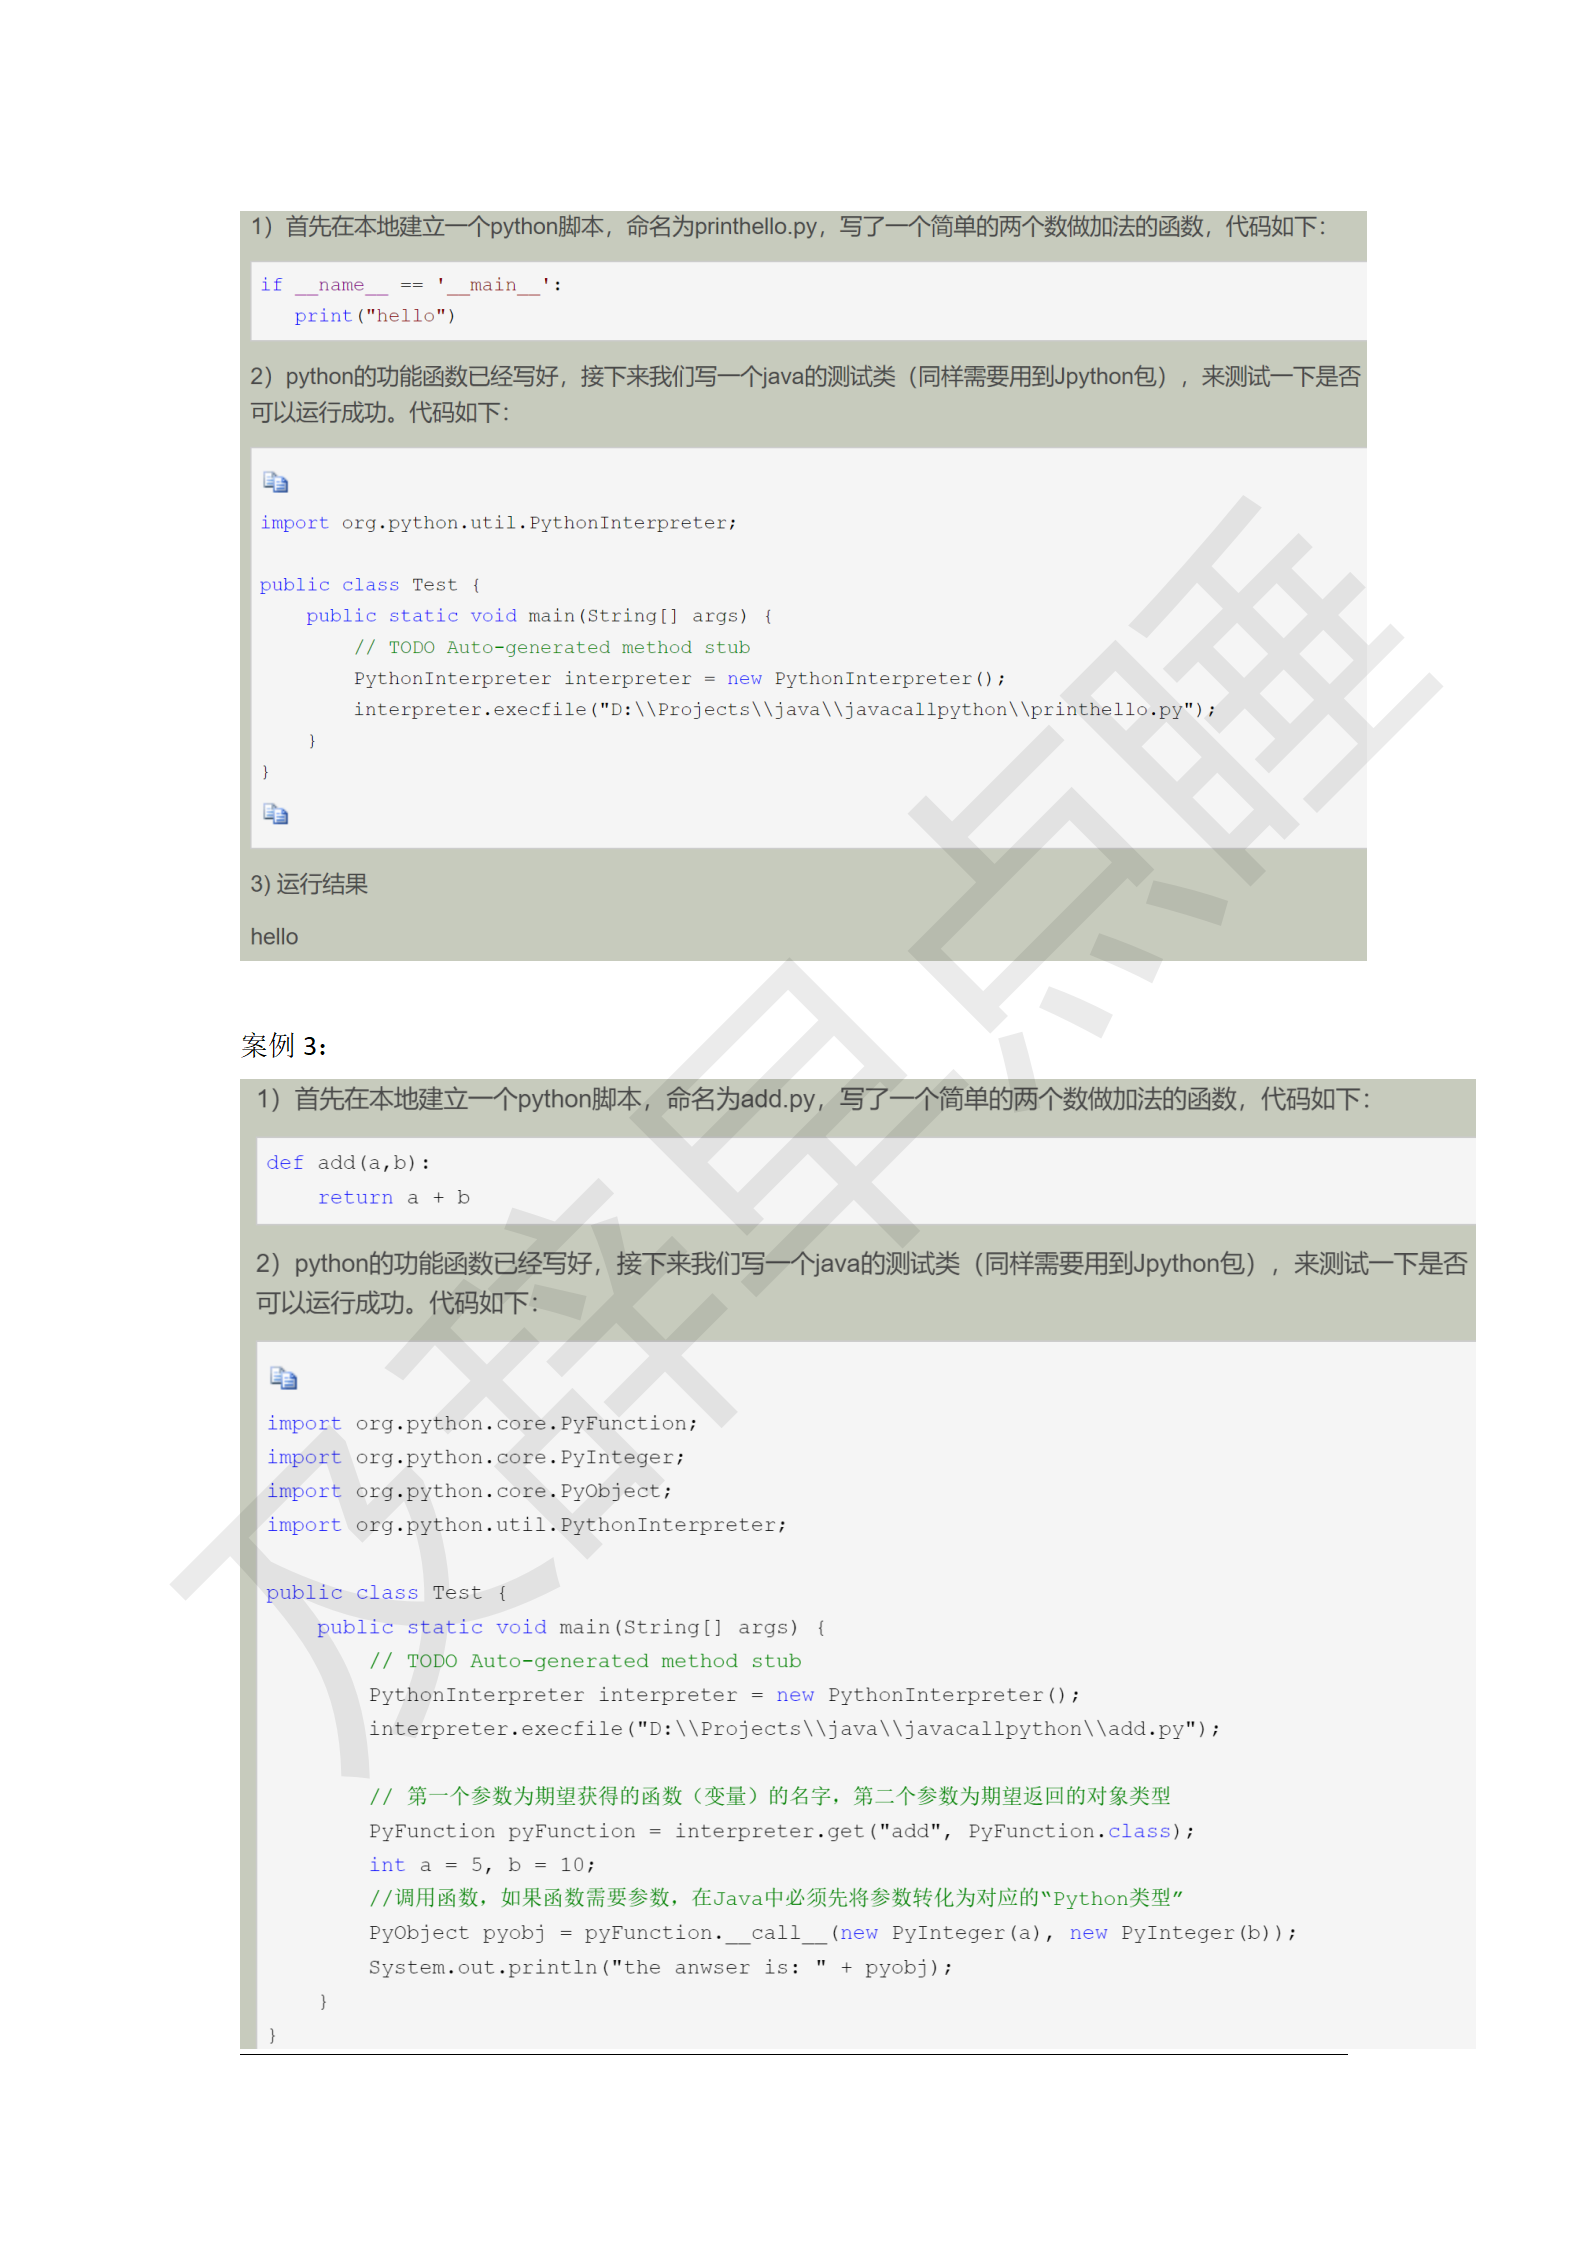 1）首先在本地建立一个python脚本，命名为printhello.py，写了一个简单的两个数做加法的函数，代码如下：
if __name__ == '__main__':
   print("hello")
2）python的功能函数已经写好，接下来我们写一个java的测试类（同样需要用到Jpython包），来测试一下是否
可以运行成功。代码如下：
import org.python.util.PythonInterpreter;
public class Test {
    public static void main(String[] args) {
        // TODO Auto-generated method stub
        PythonInterpreter interpreter = new PythonInterpreter();
        interpreter.execfile("D:\\Projects\\java\\javacallpython\\printhello.py");
    }
}
3) 运行结果
hello
案例 3：
1）首先在本地建立一个python脚本，命名为add.py，写了一个简单的两个数做加法的函数，代码如下：
def add(a,b):
    return a + b
2）python的功能函数已经写好，接下来我们写一个java的测试类（同样需要用到Jpython包），来测试一下是否
可以运行成功。代码如下：
import org.python.core.PyFunction;
import org.python.core.PyInteger;
import org.python.core.PyObject;
import org.python.util.PythonInterpreter;
public class Test {
    public static void main(String[] args) {
        // TODO Auto-generated method stub
        PythonInterpreter interpreter = new PythonInterpreter();
        interpreter.execfile("D:\\Projects\\java\\javacallpython\\add.py");
        // 第一个参数为期望获得的函数（变量）的名字，第二个参数为期望返回的对象类型
        PyFunction pyFunction = interpreter.get("add", PyFunction.class);
        int a = 5, b = 10;
        //调用函数，如果函数需要参数，在Java中必须先将参数转化为对应的“Python类型”
        PyObject pyobj = pyFunction.__call__(new PyInteger(a), new PyInteger(b));
        System.out.println("the anwser is: " + pyobj);
    }
}
及辞早点睡